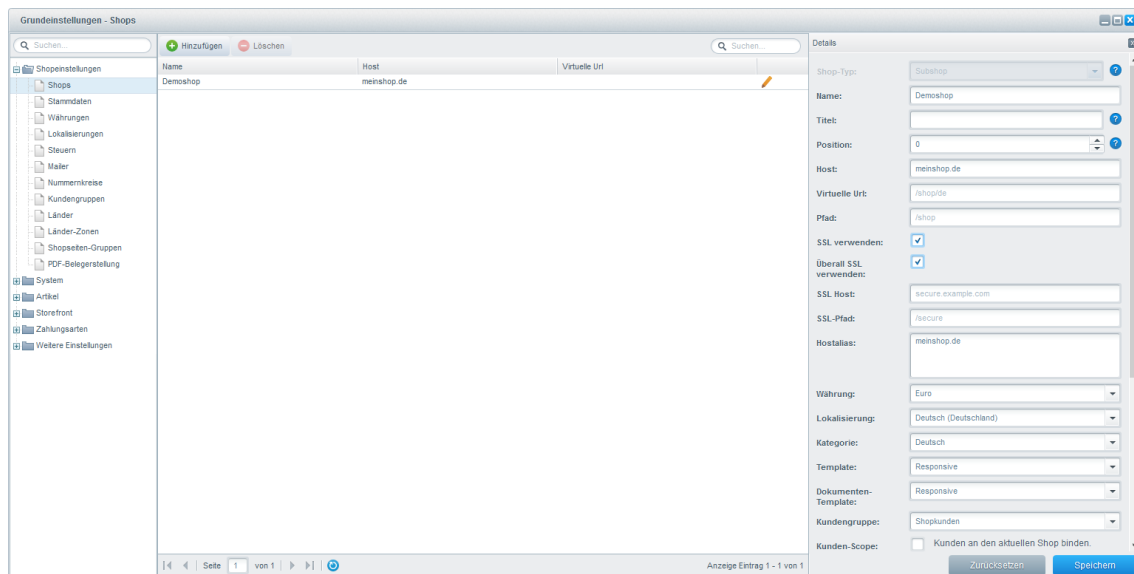 Grundeinstellungen - Shops
Suchen...
Shopeinstellungen
Shops
Stammdaten
Währungen
Lokalisierungen
Steuern
Mailer
Nummernkreise
Kundengruppen
Länder
Länder-Zonen
Shopseiten-Gruppen
PDF-Belegerstellung
System
Artikel
Storefront
Zahlungsarten
Weitere Einstellungen
Hinzufügen Löschen Suchen...
Name Host Virtuelle Url
Demoshop meinshop.de
Seite 1 von 1 Anzeige Eintrag 1 - 1 von 1
Details
Shop-Typ: Subshop ?
Name: Demoshop
Titel: ?
Position: 0 ?
Host: meinshop.de
Virtuelle Url: /shop/de
Pfad: /shop
SSL verwenden:
Überall SSL
verwenden:
SSL Host: secure.example.com
SSL-Pfad: /secure
Hostalias: meinshop.de
Währung: Euro
Lokalisierung: Deutsch (Deutschland)
Kategorie: Deutsch
Template: Responsive
Dokumenten-
Template: Responsive
Kundengruppe: Shopkunden
Kunden-Scope: Kunden an den aktuellen Shop binden.
Zurücksetzen Speichern